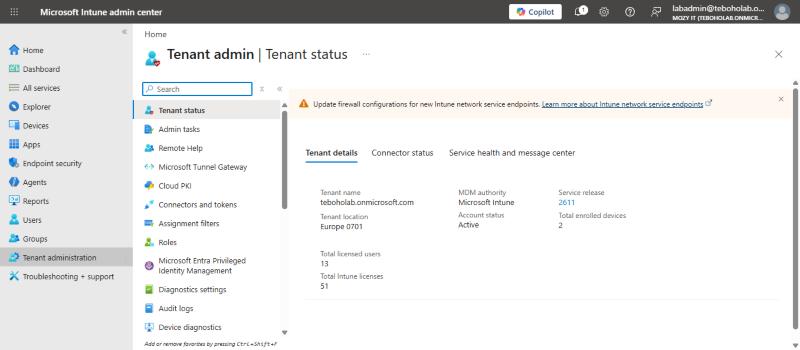 Microsoft Intune admin center
Copilot
1
labadmin@teboholab.o...
MOZY IT (TEBOHOLAB.ONMICR...
Home
Dashboard
All services
Explorer
Devices
Apps
Endpoint security
Agents
Reports
Users
Groups
Tenant administration
Troubleshooting + support
Home
Tenant admin | Tenant status
...
Search
Tenant status
Admin tasks
Remote Help
Microsoft Tunnel Gateway
Cloud PKI
Connectors and tokens
Assignment filters
Roles
Microsoft Entra Privileged
Identity Management
Diagnostics settings
Audit logs
Device diagnostics
Add or remove favorites by pressing Ctrl+Shift+F
Update firewall configurations for new Intune network service endpoints. Learn more about Intune network service endpoints
Tenant details
Connector status
Service health and message center
Tenant name
teboholab.onmicrosoft.com
Tenant location
Europe 0701
MDM authority
Microsoft Intune
Account status
Active
Service release
2611
Total enrolled devices
2
Total licensed users
13
Total Intune licenses
51